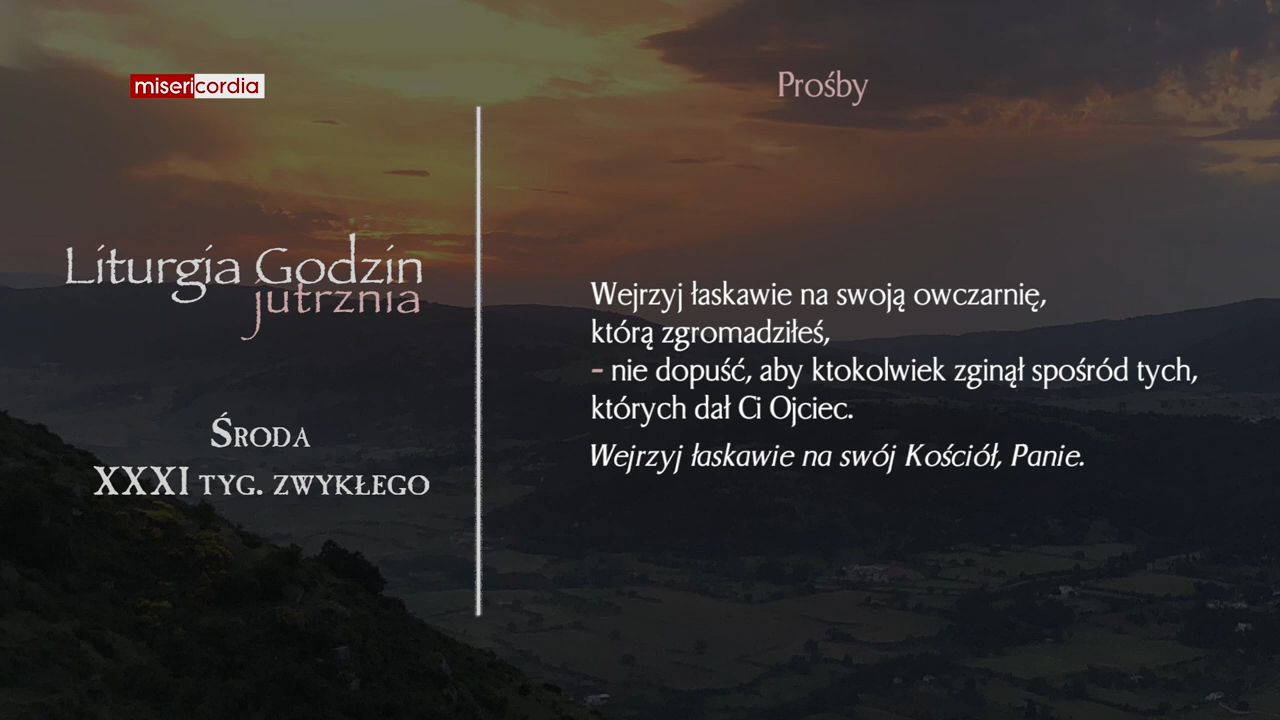 misericordia
Liturgia Godzin
jutrznia
Środa
XXXI tyg. zwykłego
Prośby
Wejrzyj łaskawie na swoją owczarnię,
którą zgromadziłeś,
- nie dopuść, aby ktokolwiek zginął spośród tych,
których dał Ci Ojciec.
Wejrzyj łaskawie na swój Kościół, Panie.